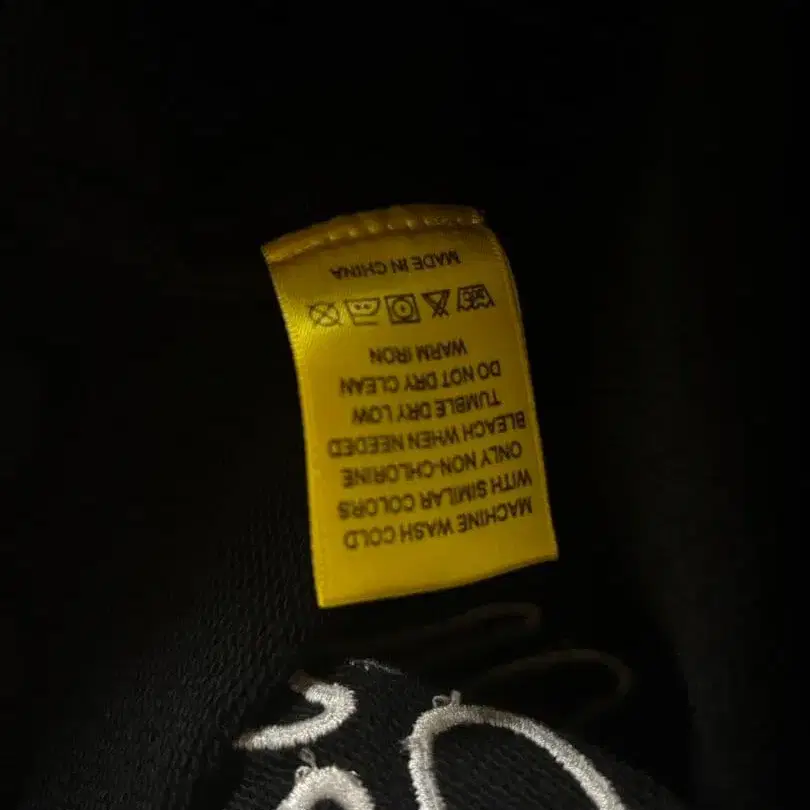 MACHINE WASH COLD
WITH SIMILAR COLORS
ONLY NON-CHLORINE
BLEACH WHEN NEEDED
TUMBLE DRY LOW
DO NOT DRY CLEAN
WARM IRON
MADE IN CHINA